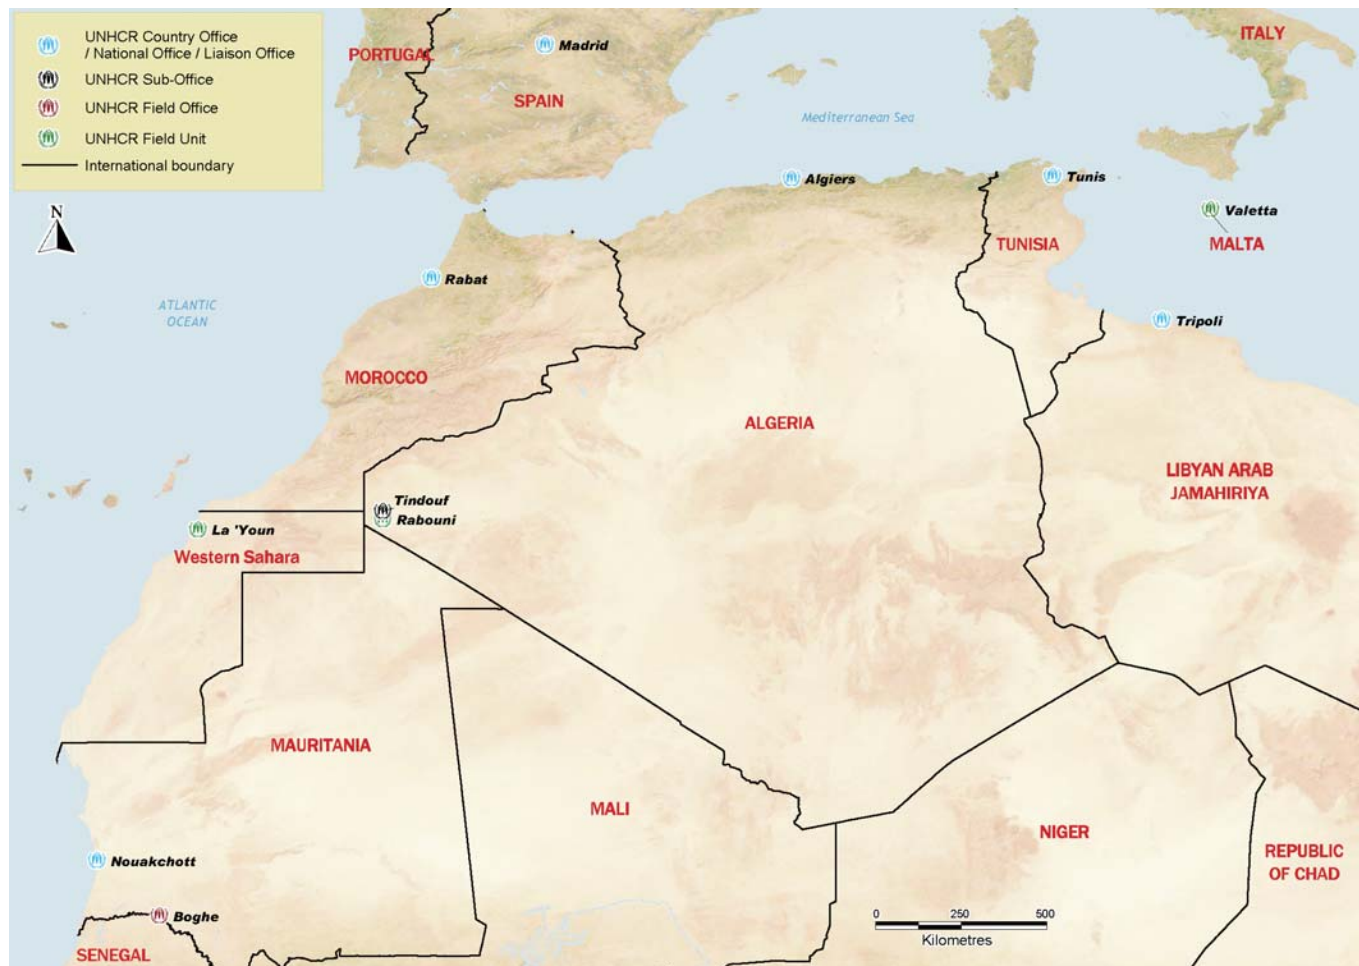 UNHCR Country Office
/ National Office / Liaison Office
UNHCR Sub-Office
UNHCR Field Office
UNHCR Field Unit
International boundary
N
PORTUGAL
Madrid
SPAIN
ITALY
Mediterranean Sea
Algiers
Tunis
Valetta
MALTA
TUNISIA
Rabat
ATLANTIC
OCEAN
Tripoli
MOROCCO
ALGERIA
LIBYAN ARAB
JAMAHIRIYA
Tindouf
Rabouni
La 'Youn
Western Sahara
MAURITANIA
MALI
NIGER
REPUBLIC
OF CHAD
Nouakchott
Boghe
SENEGAL
0 250 500
Kilometres